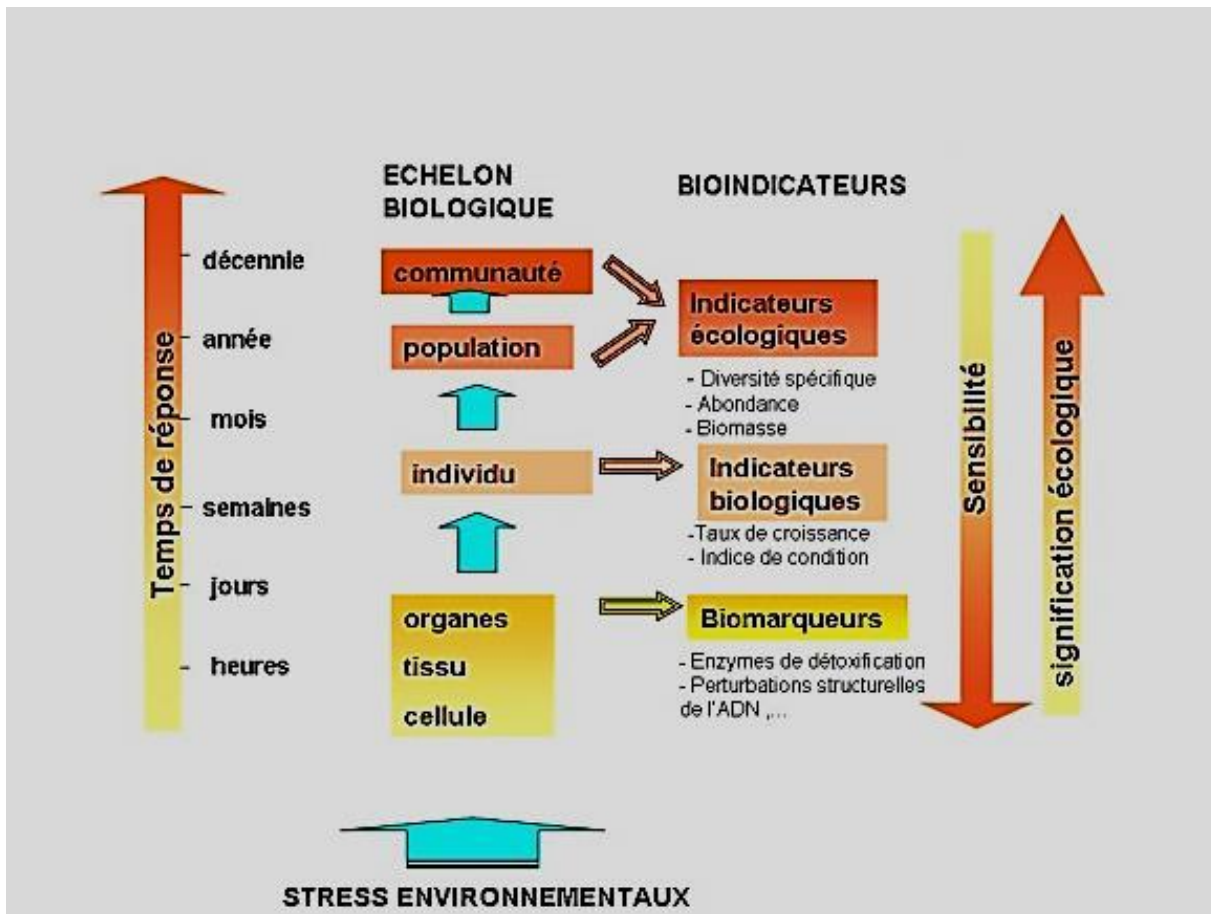 ECHELON
BIOLOGIQUE
BIOINDICATEURS
Temps de réponse
décennie
année
mois
semaines
jours
heures
communauté
population
individu
organes
tissu
cellule
Indicateurs
écologiques
- Diversité spécifique
- Abondance
- Biomasse
Indicateurs
biologiques
-Taux de croissance
- Indice de condition
Biomarqueurs
- Enzymes de détoxification
- Perturbations structurelles
de l'ADN ,...
Sensibilité
signification écologique
STRESS ENVIRONNEMENTAUX